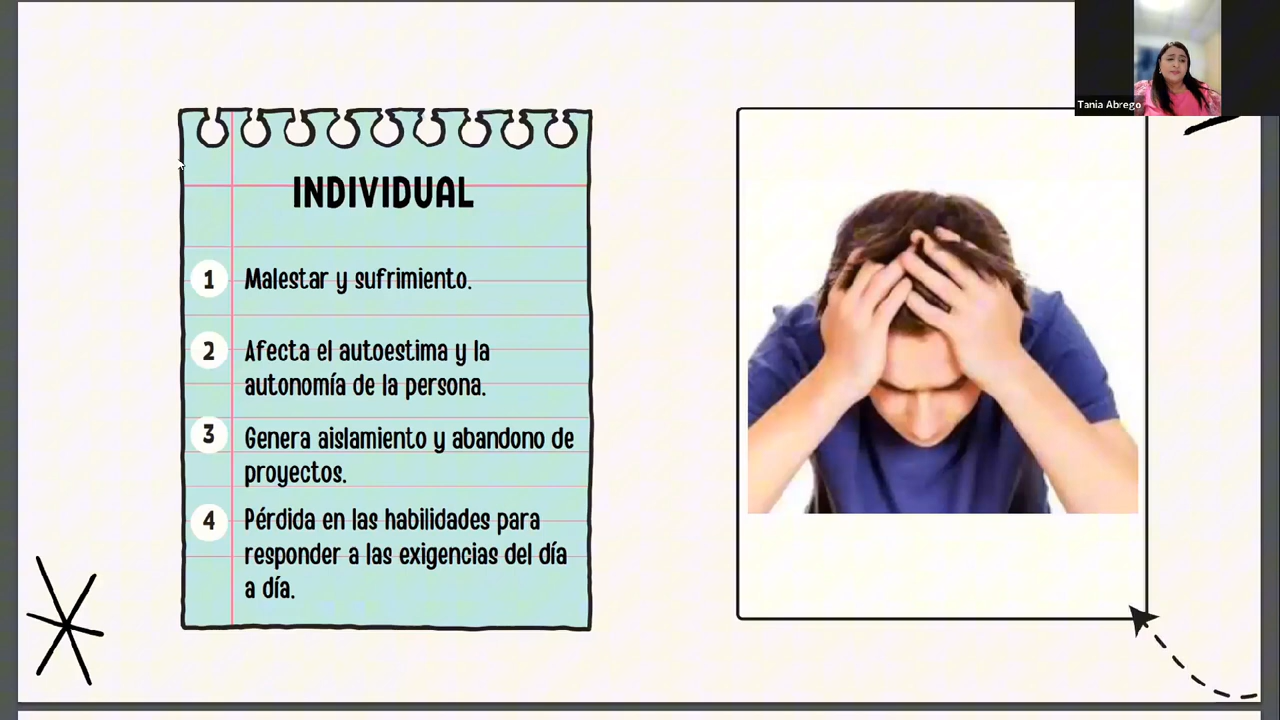 Tania Abrego
INDIVIDUAL
1 Malestar y sufrimiento.
2 Afecta el autoestima y la
autonomía de la persona.
3 Genera aislamiento y abandono de
proyectos.
4 Pérdida en las habilidades para
responder a las exigencias del día
a día.